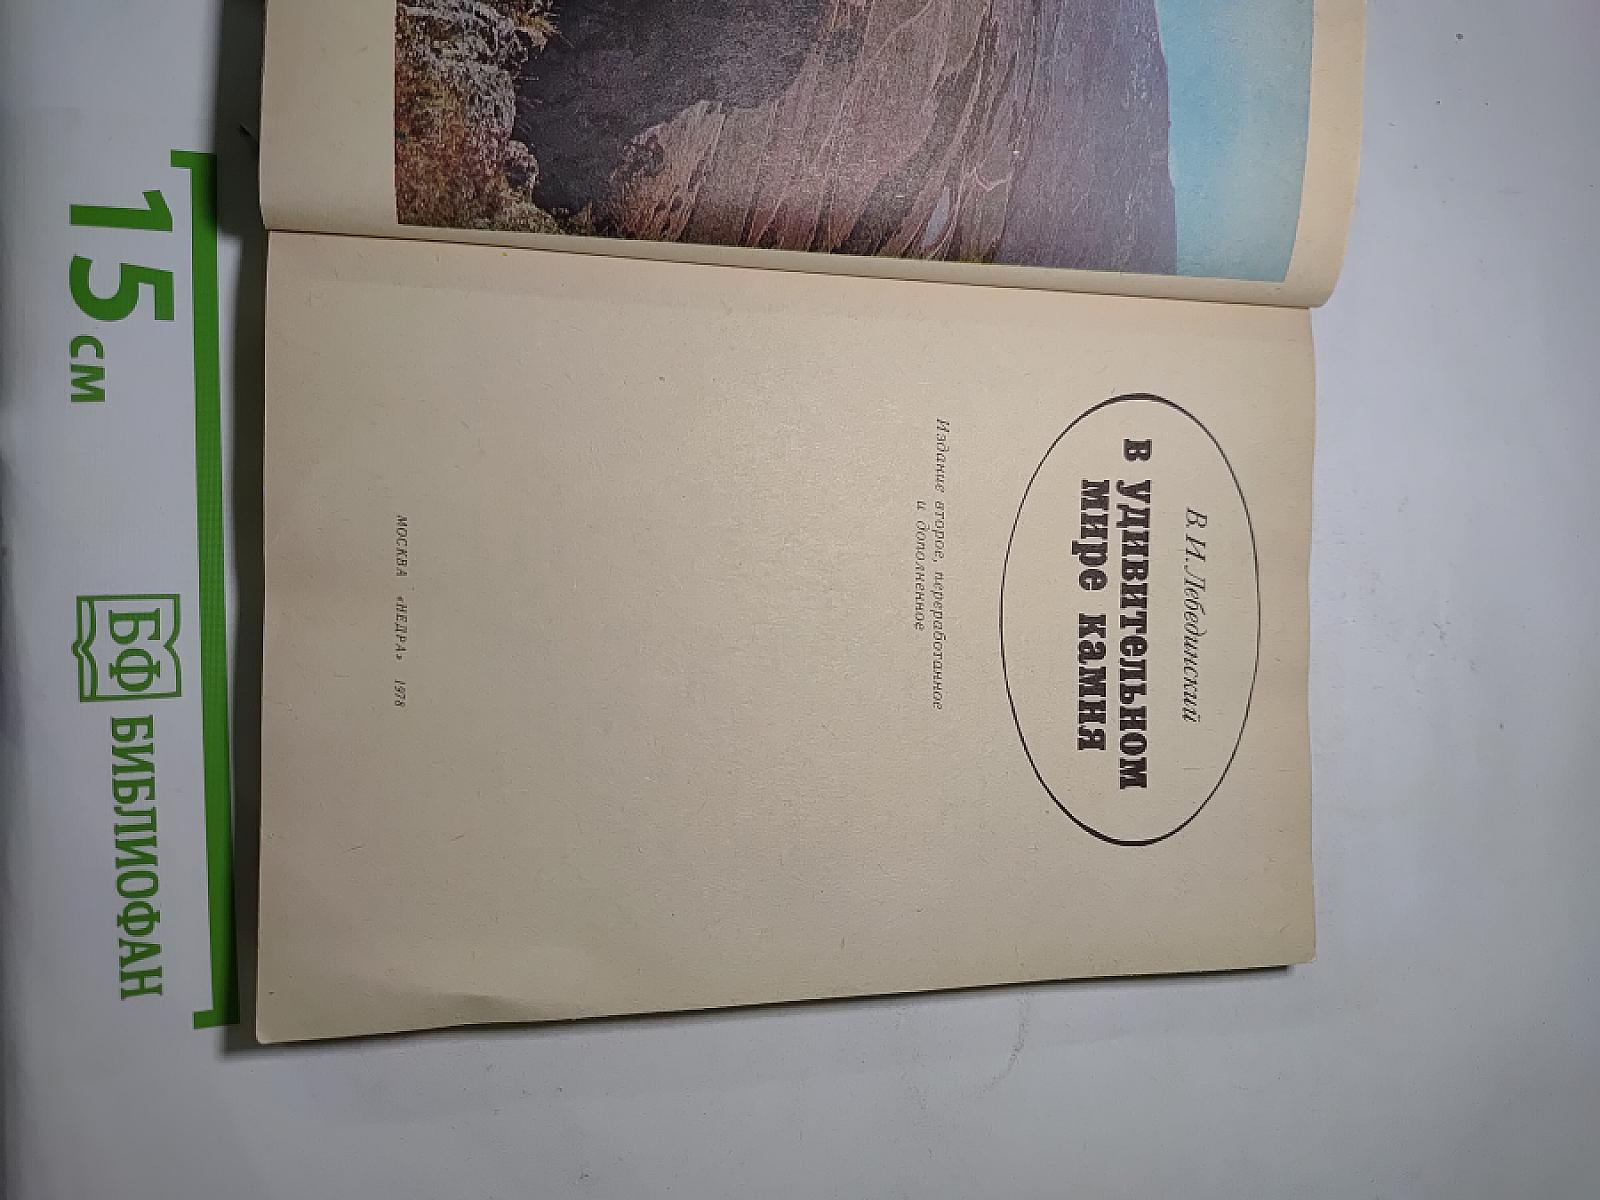 В. И. Лебединский
В УДИВИТЕЛЬНОМ
МИРЕ КАМНЯ
Издание второе, переработанное
и дополненное
МОСКВА «НЕДРА» 1978
15 см
БФ БИБЛИОФАН